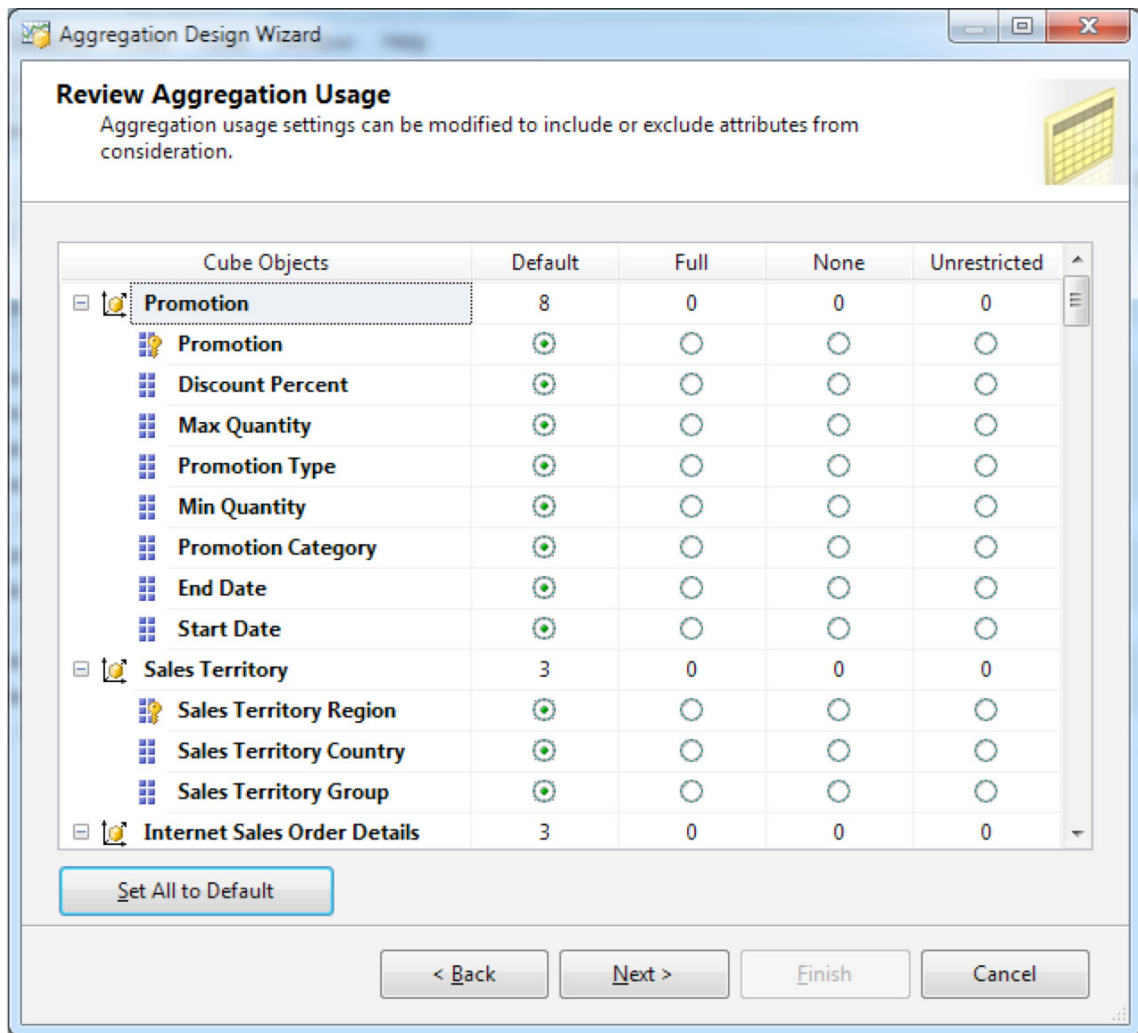 Aggregation Design Wizard
Help
Review Aggregation Usage
Aggregation usage settings can be modified to include or exclude attributes from
consideration.
Cube Objects Default Full None Unrestricted
Promotion 8 0 0 0
Promotion
Discount Percent
Max Quantity
Promotion Type
Min Quantity
Promotion Category
End Date
Start Date
Sales Territory 3 0 0 0
Sales Territory Region
Sales Territory Country
Sales Territory Group
Internet Sales Order Details 3 0 0 0
Set All to Default
< Back Next > Finish Cancel